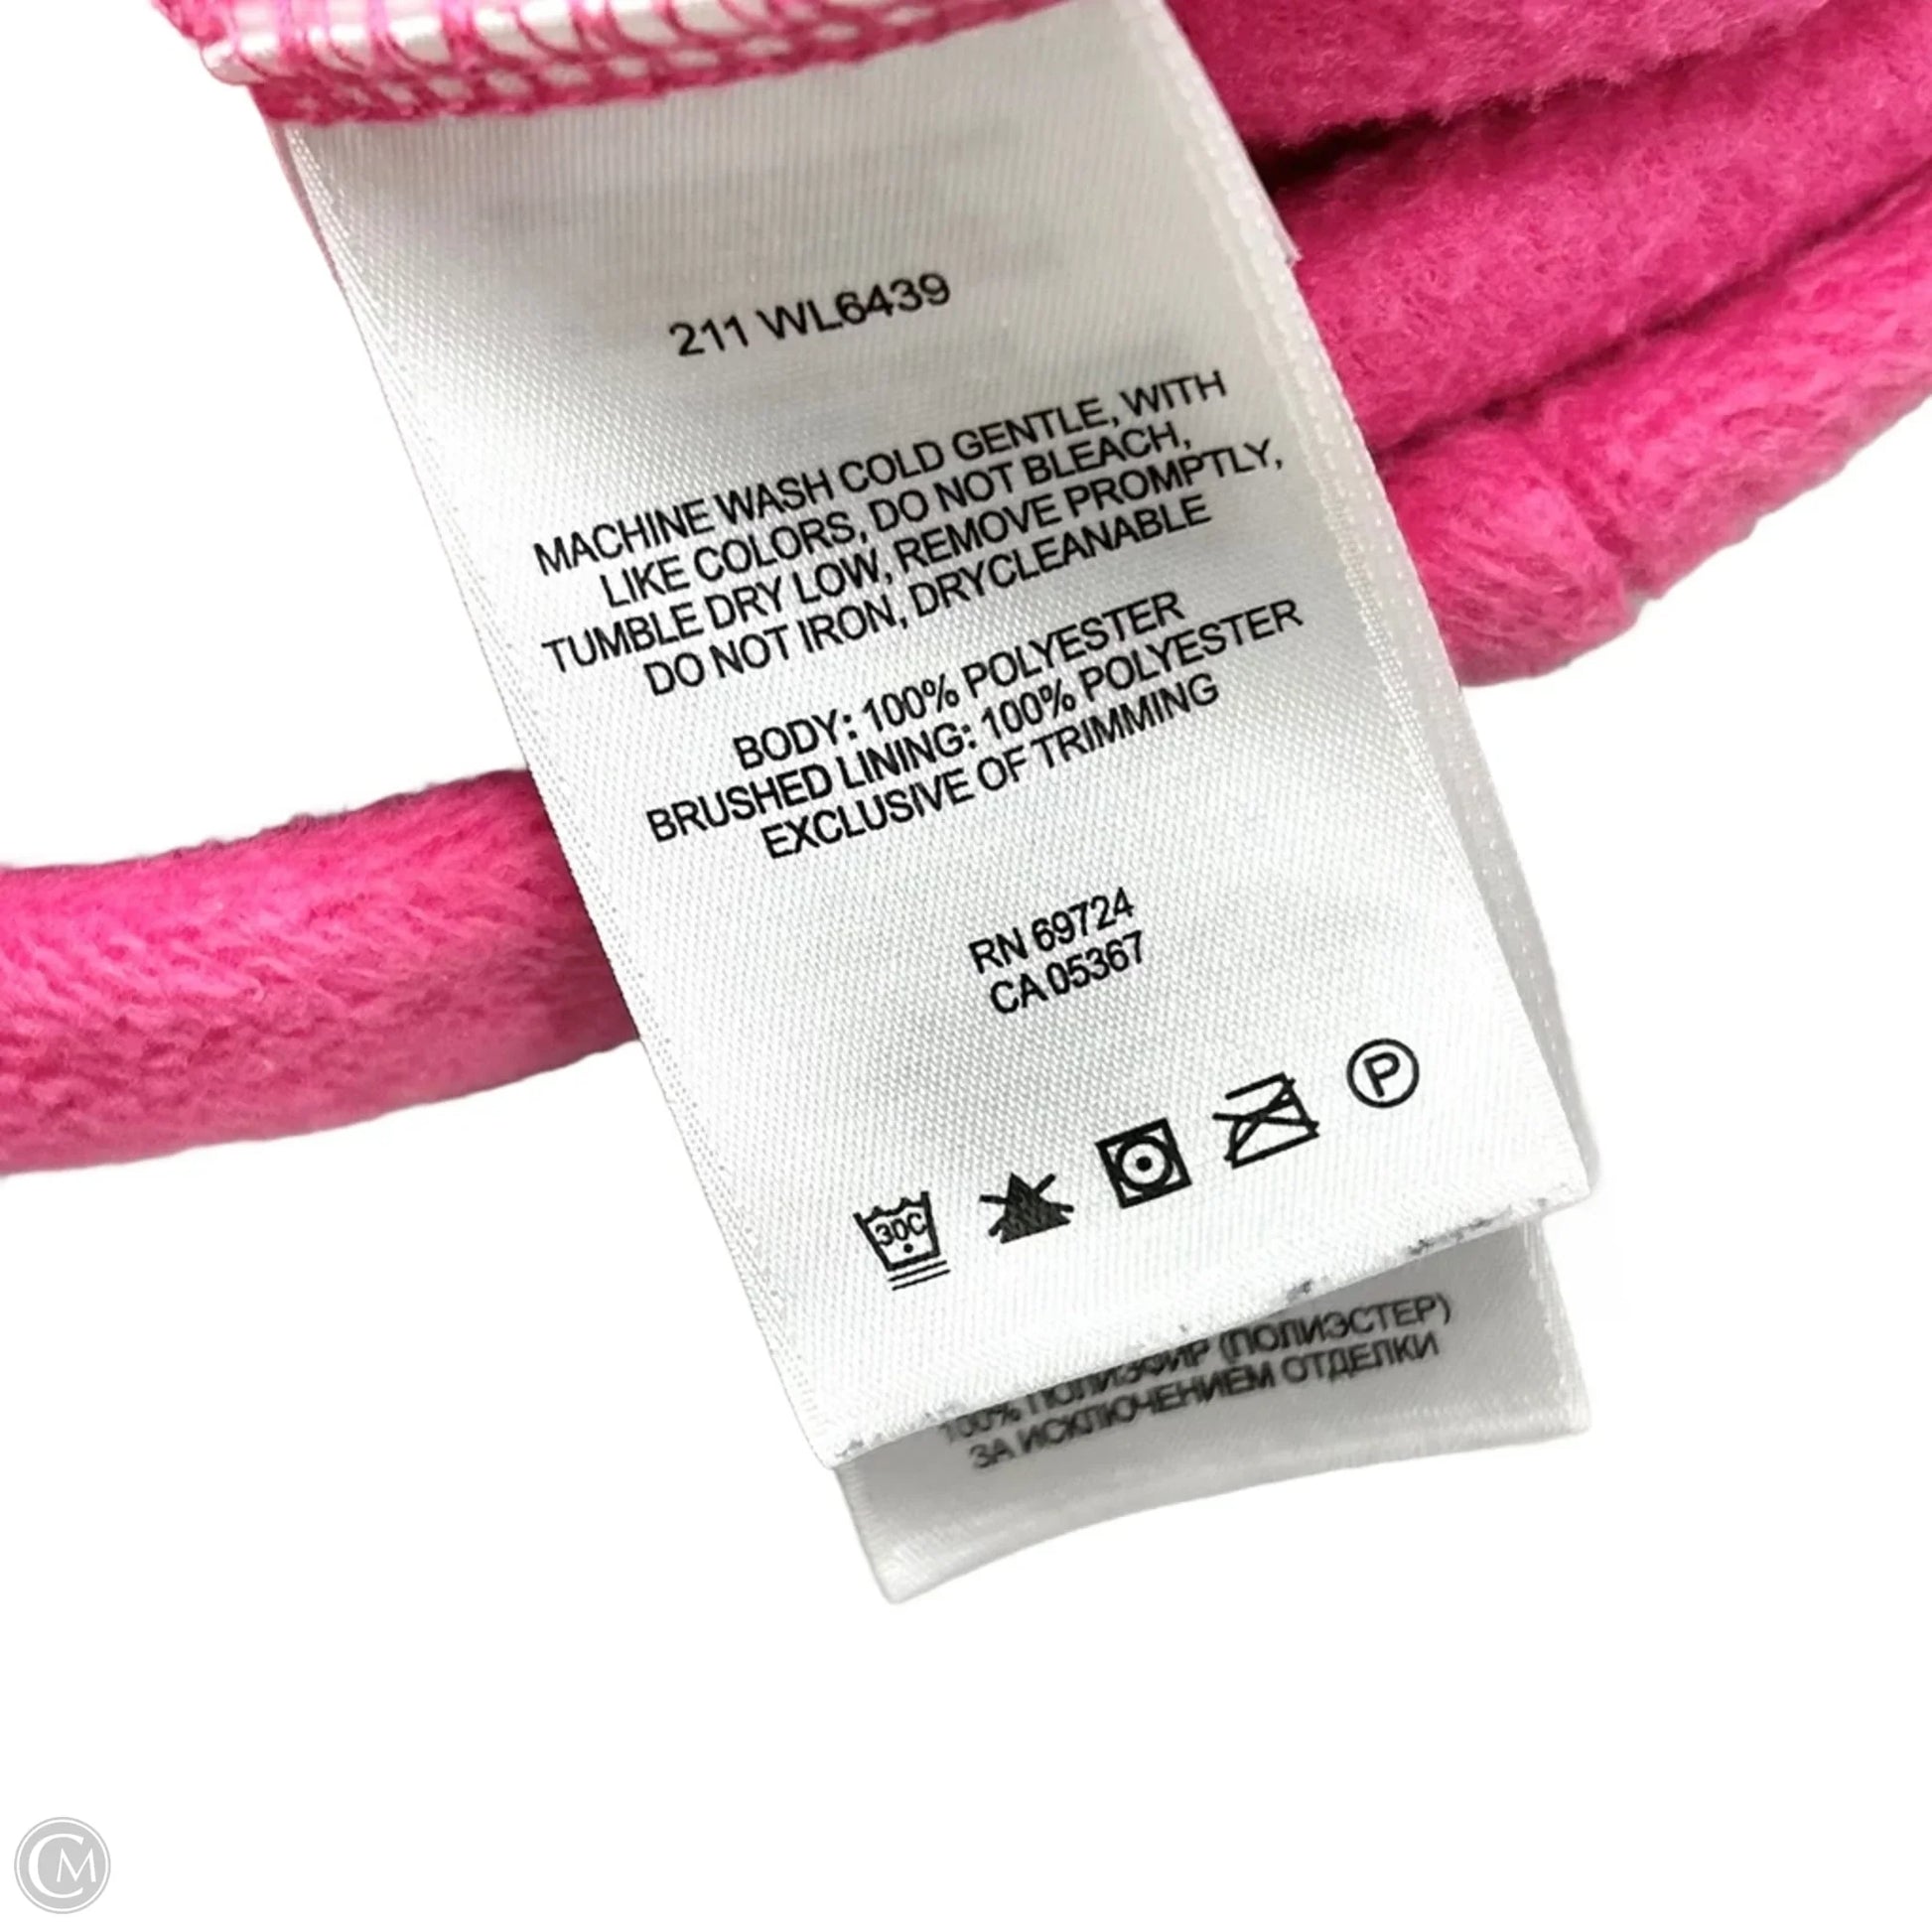 211 WL6439
MACHINE WASH COLD GENTLE, WITH
LIKE COLORS, DO NOT BLEACH,
TUMBLE DRY LOW, REMOVE PROMPTLY,
DO NOT IRON, DRYCLEANABLE
BODY: 100% POLYESTER
BRUSHED LINING: 100% POLYESTER
EXCLUSIVE OF TRIMMING
RN 69724
CA 05367
30C
P
100% ПОЛИЭФИР (ПОЛИЭСТЕР)
ЗА ИСКЛЮЧЕНИЕМ ОТДЕЛКИ
CM